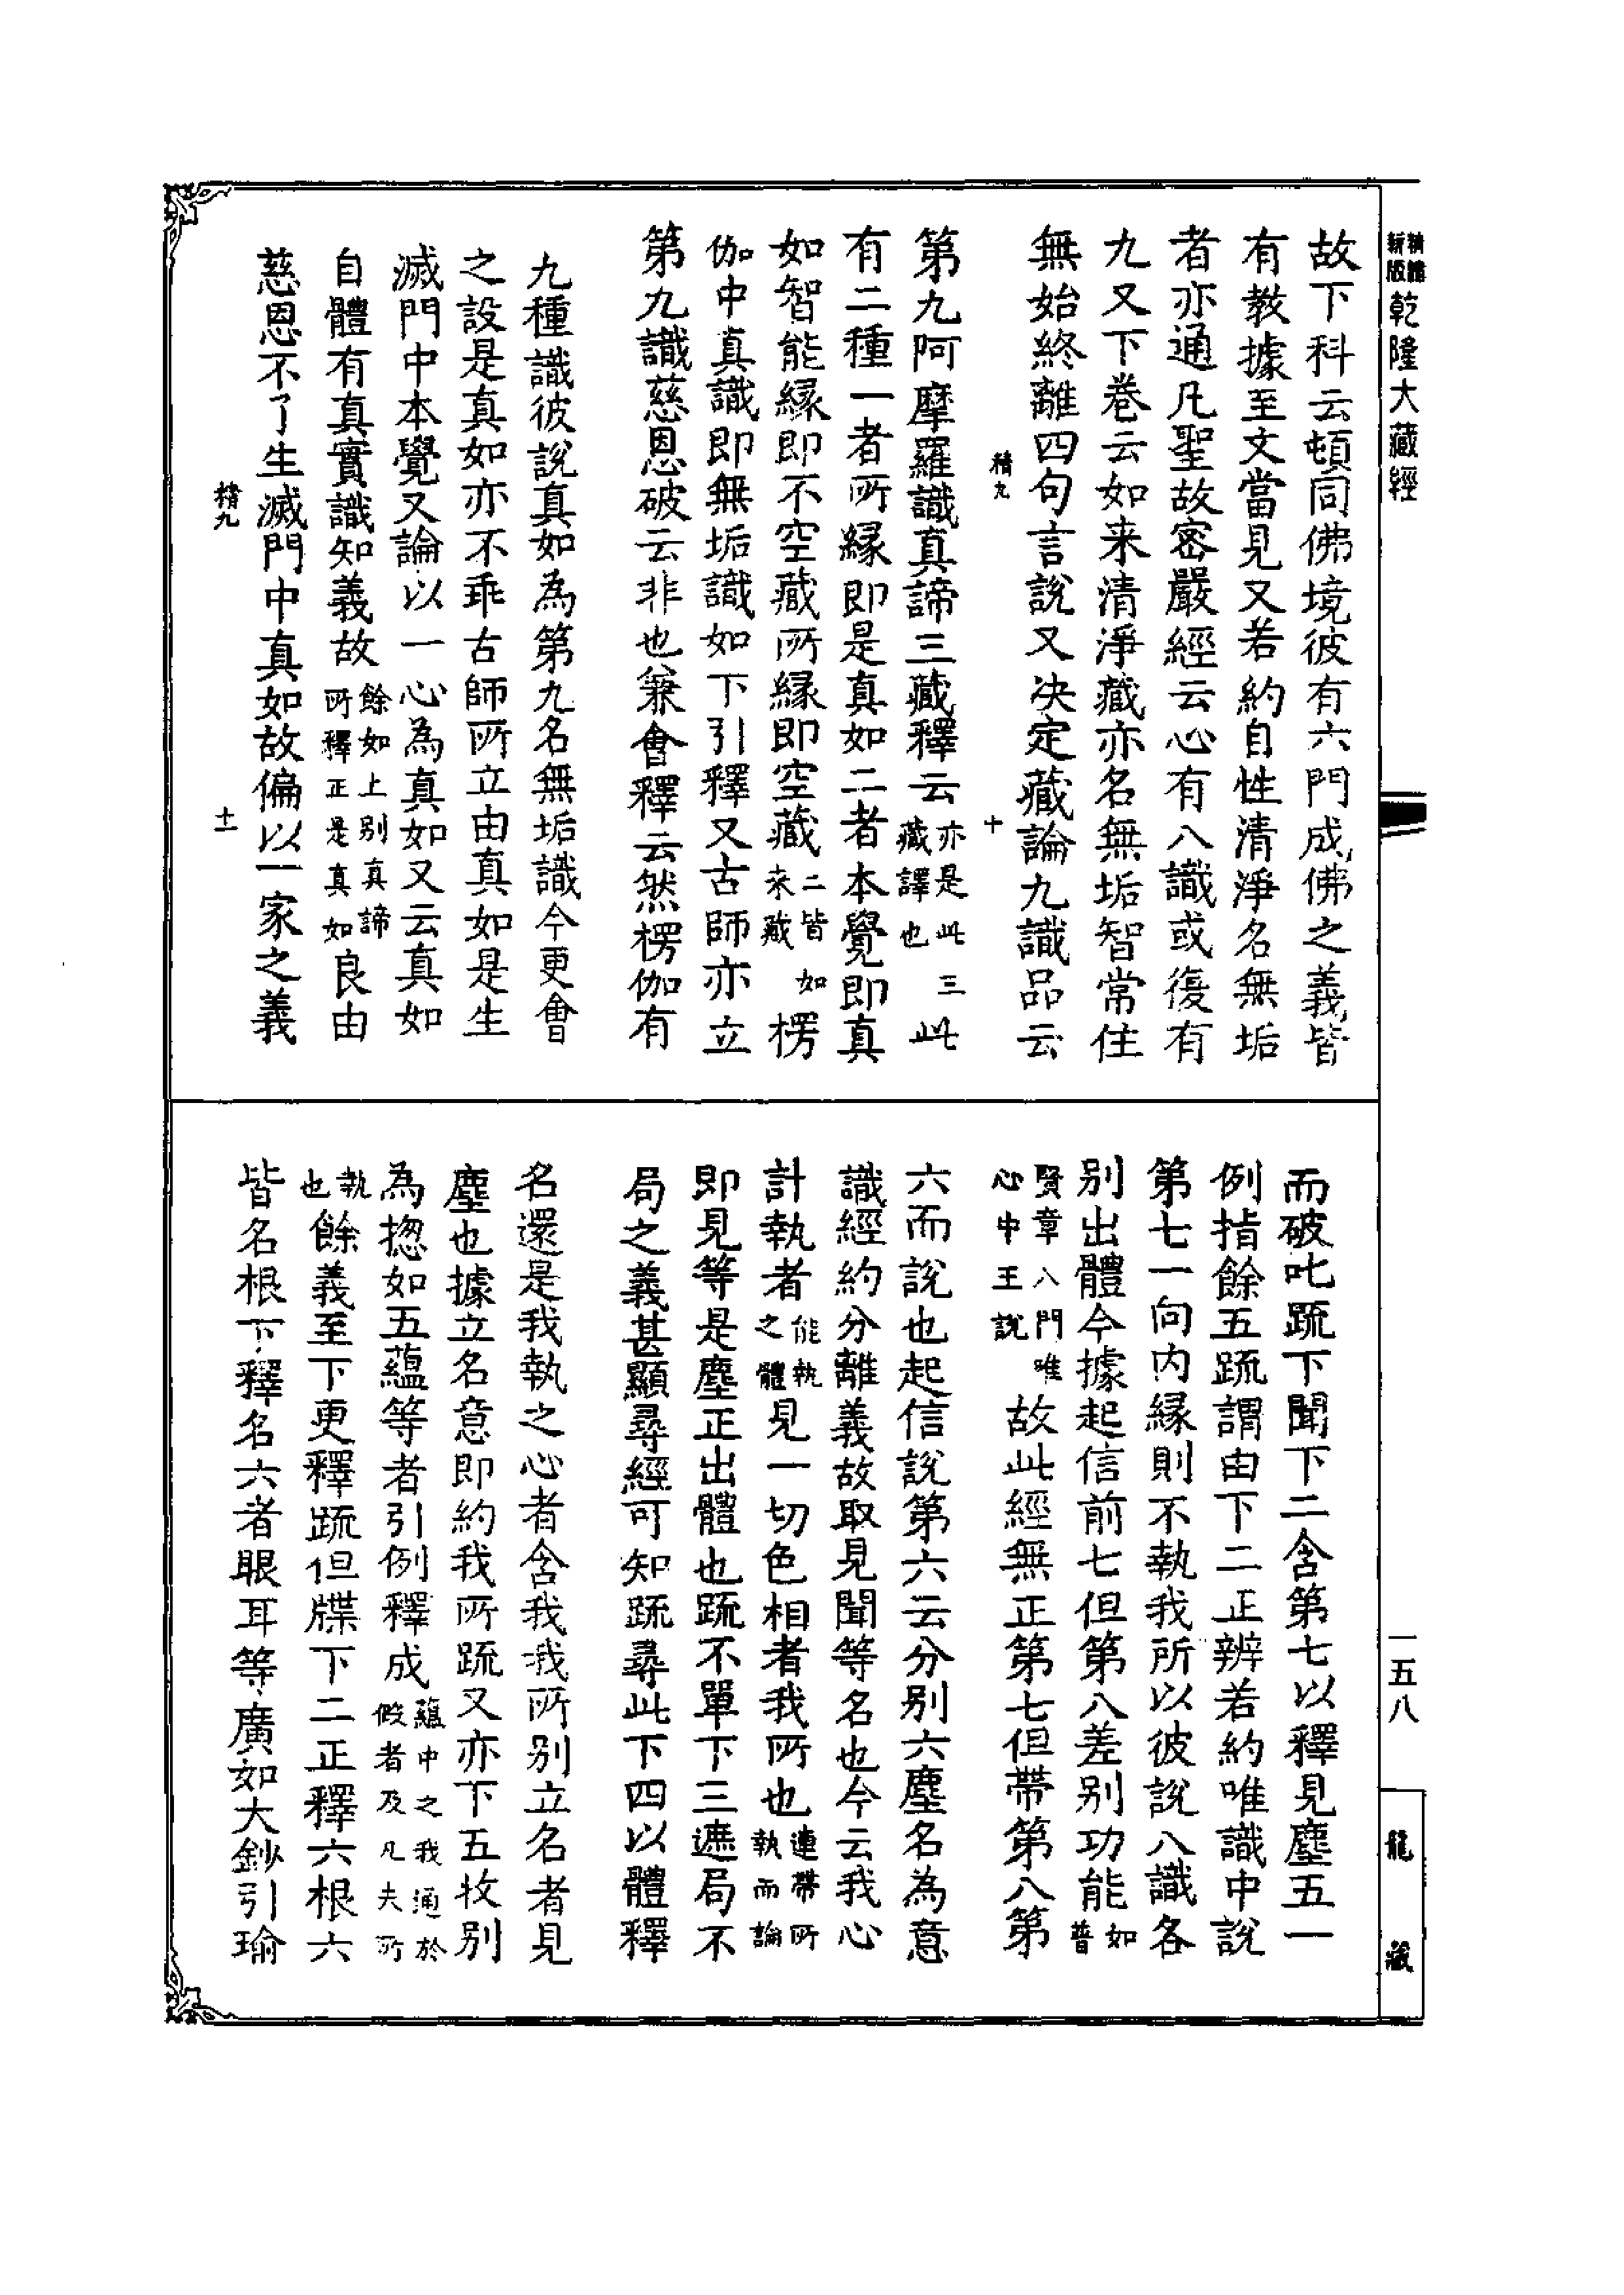 新版精縮乾隆大藏經
故下科云頓同佛境彼有六門成佛之義皆
有教據至文當見又若約自性清淨名無垢
者亦通凡聖故密嚴經云心有八識或復有
九又下卷云如来清淨藏亦名無垢智常住
無始終離四句言說又决定藏論九識品云
精九
十
第九阿摩羅識真諦三藏釋云亦是此三藏譯也此
有二種一者所緣即是真如二者本覺即真
如智能緣即不空藏所緣即空藏二皆如来藏楞
伽中真識即無垢識如下引釋又古師亦立
第九識慈恩破云非也兼會釋云然楞伽有
九種識彼說真如為第九名無垢識今更會
之設是真如亦不乖古師所立由真如是生
滅門中本覺又論以一心為真如又云真如
自體有真實識知義故餘如上别真諦所釋正是真如良由
慈恩不了生滅門中真如故偏以一家之義
精九
十一
而破叱䟽下聞下二含第七以釋見塵五一
例指餘五䟽謂由下二正辨若約唯識中說
第七一向内緣則不執我所以彼說八識各
别出體今據起信前七但第八差别功能如普
賢章八門唯心中王說故此經無正第七但帶第八第
六而說也起信說第六云分别六塵名為意
識經約分離義故取見聞等名也今云我心
計執者能執之體見一切色相者我所也連帶所執而論
即見等是塵正出體也䟽不單下三遮局不
局之義甚顯尋經可知䟽尋此下四以體釋
名還是我執之心者含我我所别立名者見
塵也據立名意即約我所䟽又亦下五收别
為揔如五蘊等者引例釋成蘊中之我通於假者及凡夫所
執也餘義至下更釋䟽但牒下二正釋六根六
皆名根下釋名六者眼耳等廣如大鈔引瑜
一五八
龍藏